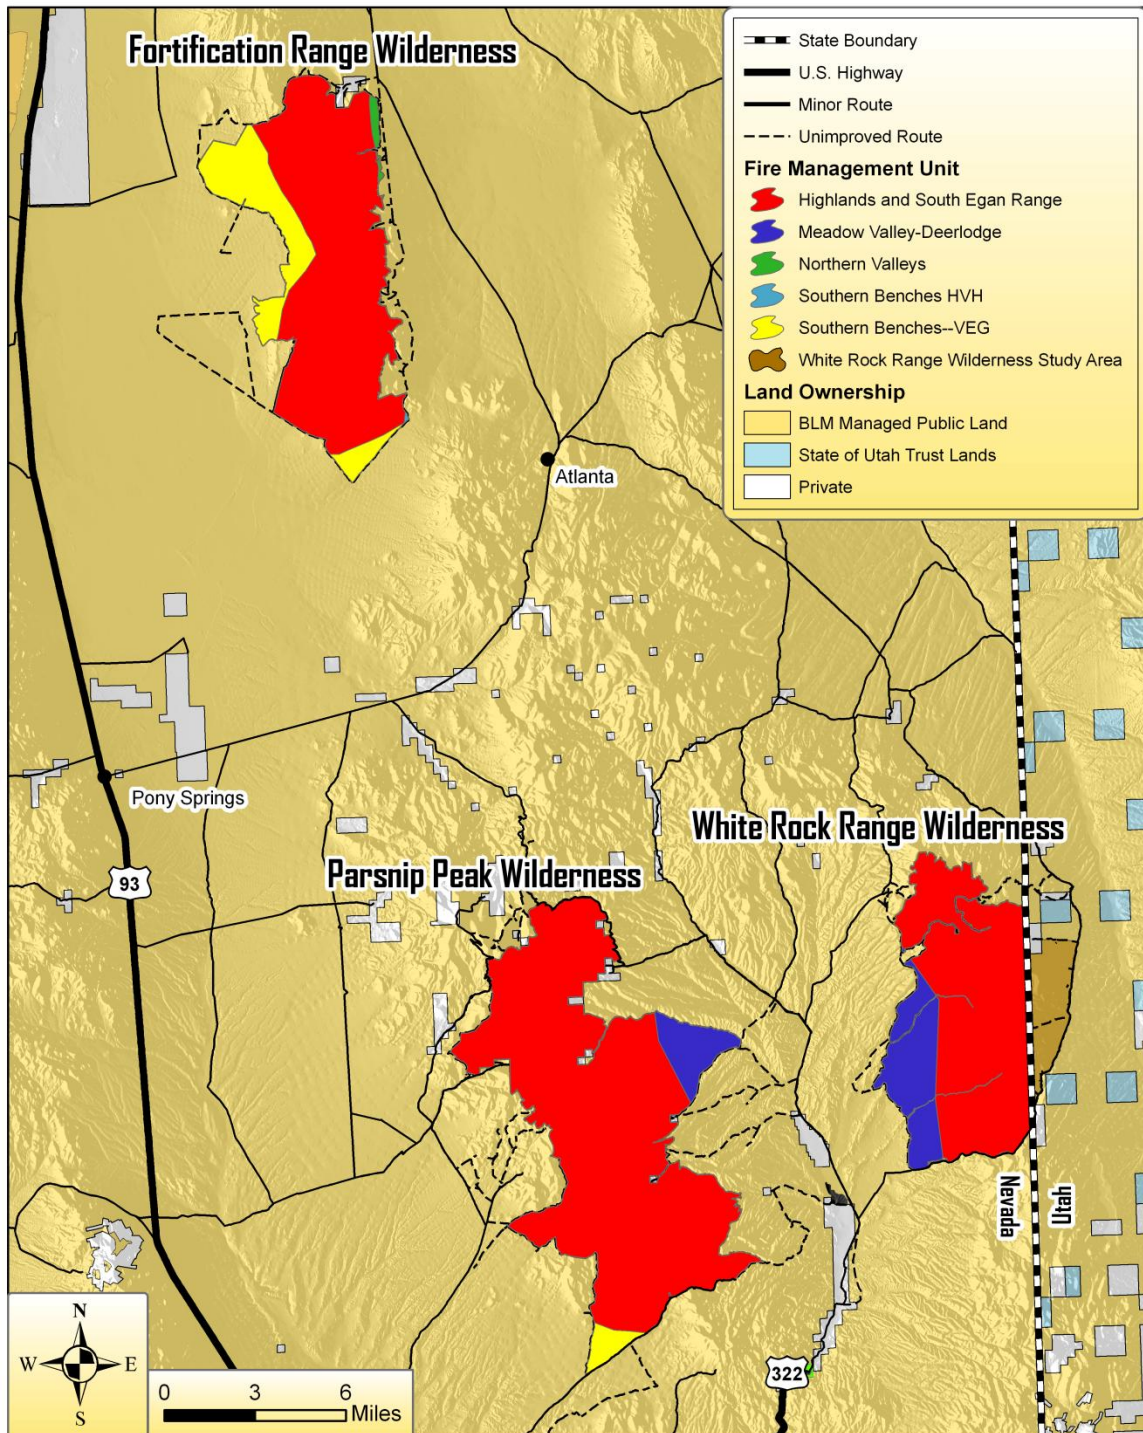 Fortification Range Wilderness
State Boundary
U.S. Highway
Minor Route
Unimproved Route
Fire Management Unit
Highlands and South Egan Range
Meadow Valley-Deerlodge
Northern Valleys
Southern Benches HVH
Southern Benches--VEG
White Rock Range Wilderness Study Area
Land Ownership
BLM Managed Public Land
State of Utah Trust Lands
Private
Atlanta
Pony Springs
93
White Rock Range Wilderness
Parsnip Peak Wilderness
Nevada
Utah
N
W
E
S
0
3
6
Miles
322